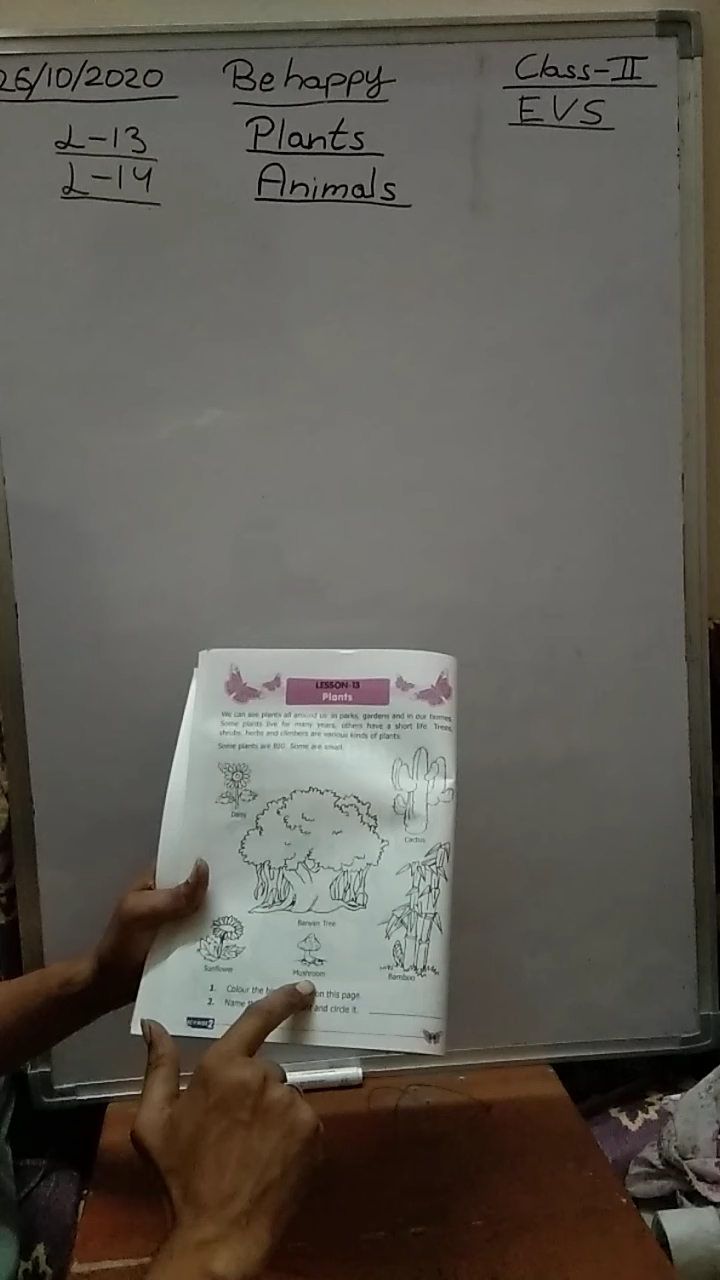 26/10/2020 Be happy Class-II
EVS
L-13 Plants
L-14 Animals
LESSON-13
Plants
We can see plants all around us in parks, gardens and in our homes.
Some plants live for many years, others have a short life. Trees,
shrubs, herbs and climbers are various kinds of plants.
Some plants are BIG. Some are small.
Daisy
Cactus
Banyan Tree
Sunflower
Mushroom
Bamboo
1. Colour the on this page.
2. Name and circle it.